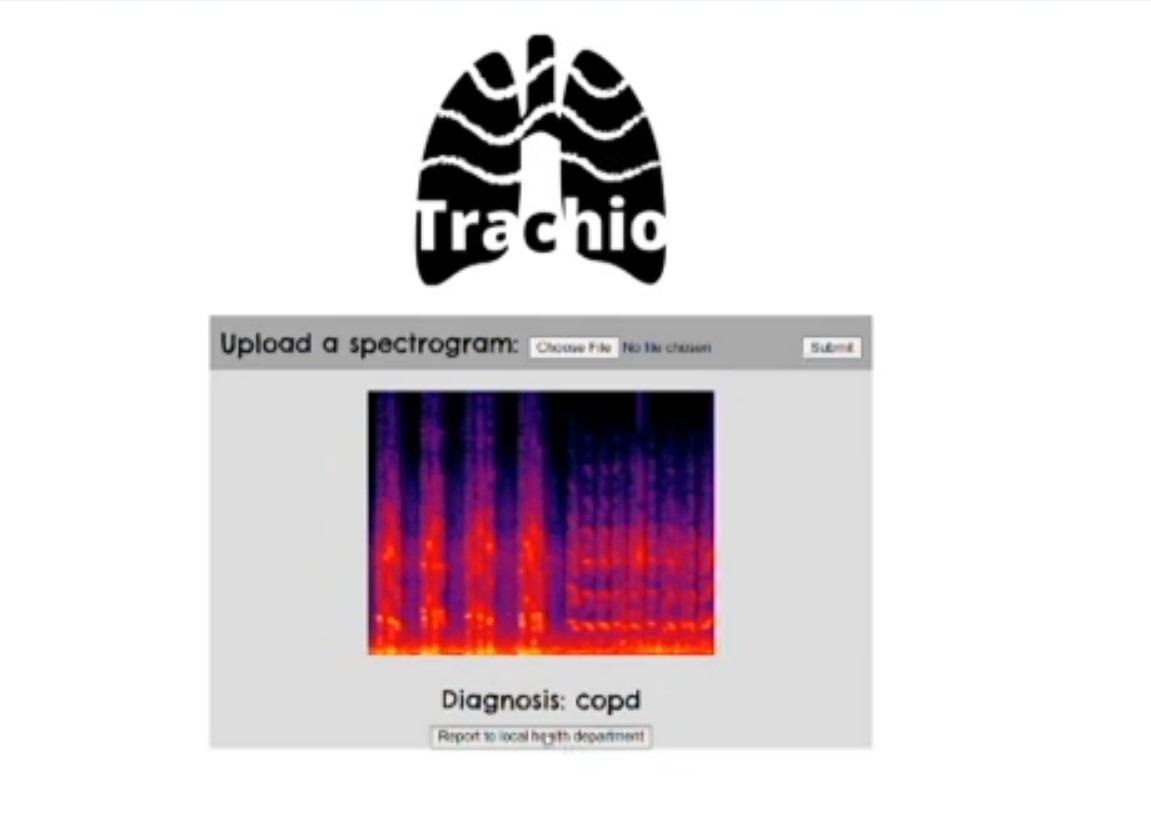 Trachio
Upload a spectrogram: Choose File No file chosen Submit
Diagnosis: copd
Report to local health department